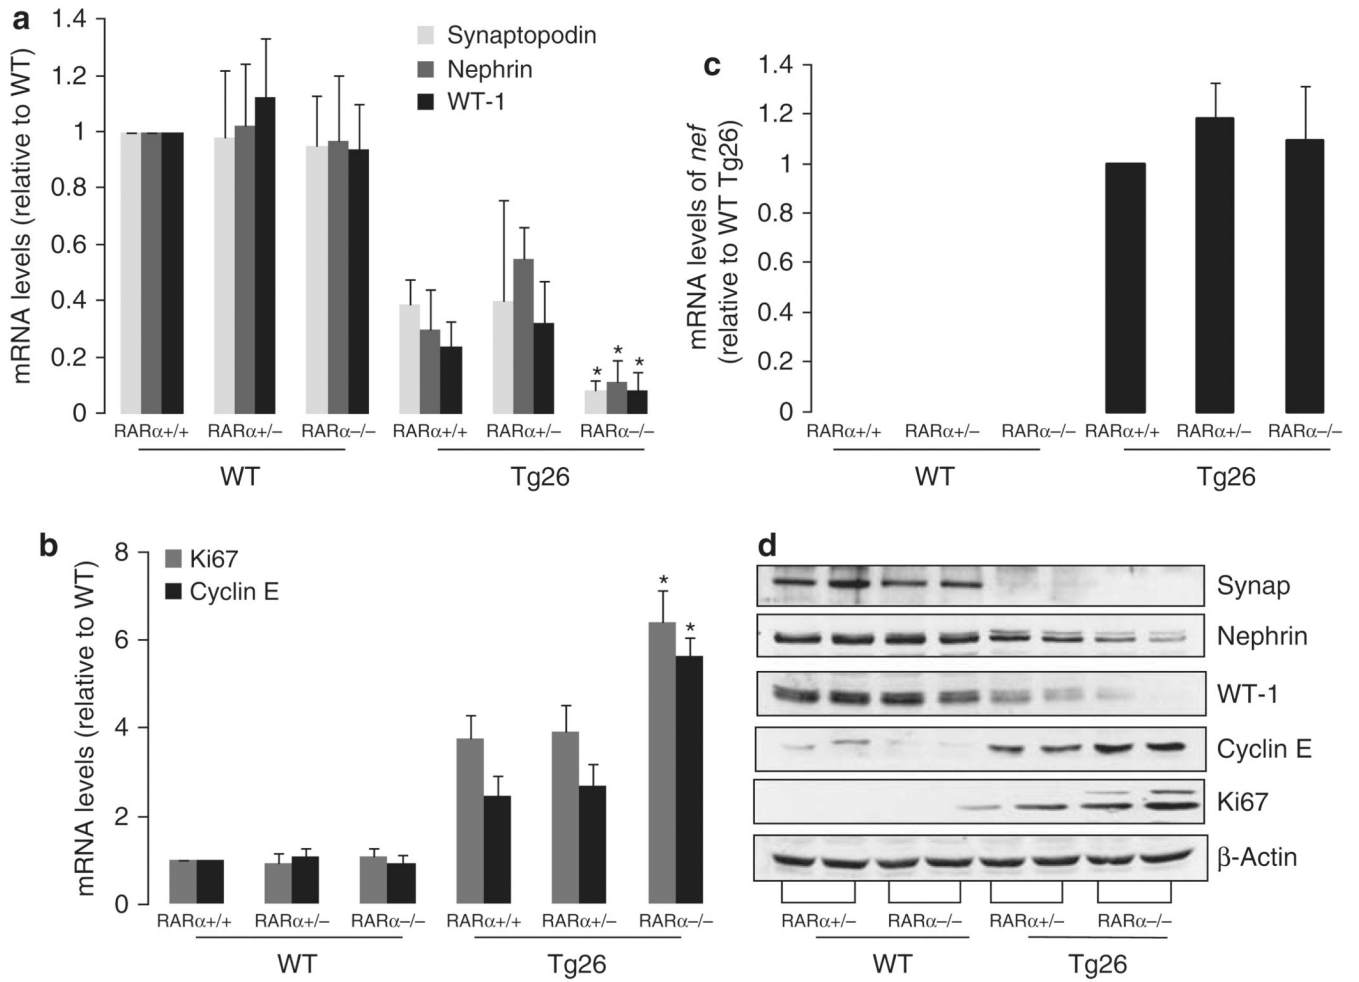 a
mRNA levels (relative to WT)
1.4
1.2
1
0.8
0.6
0.4
0.2
0
Synaptopodin
Nephrin
WT-1
* * *
RARα+/+ RARα+/– RARα–/– RARα+/+ RARα+/– RARα–/–
WT Tg26
c
mRNA levels of nef
(relative to WT Tg26)
1.4
1.2
1
0.8
0.6
0.4
0.2
0
RARα+/+ RARα+/– RARα–/– RARα+/+ RARα+/– RARα–/–
WT Tg26
b
mRNA levels (relative to WT)
8
6
4
2
0
Ki67
Cyclin E
*
*
RARα+/+ RARα+/– RARα–/– RARα+/+ RARα+/– RARα–/–
WT Tg26
d
Synap
Nephrin
WT-1
Cyclin E
Ki67
β-Actin
RARα+/– RARα–/– RARα+/– RARα–/–
WT Tg26